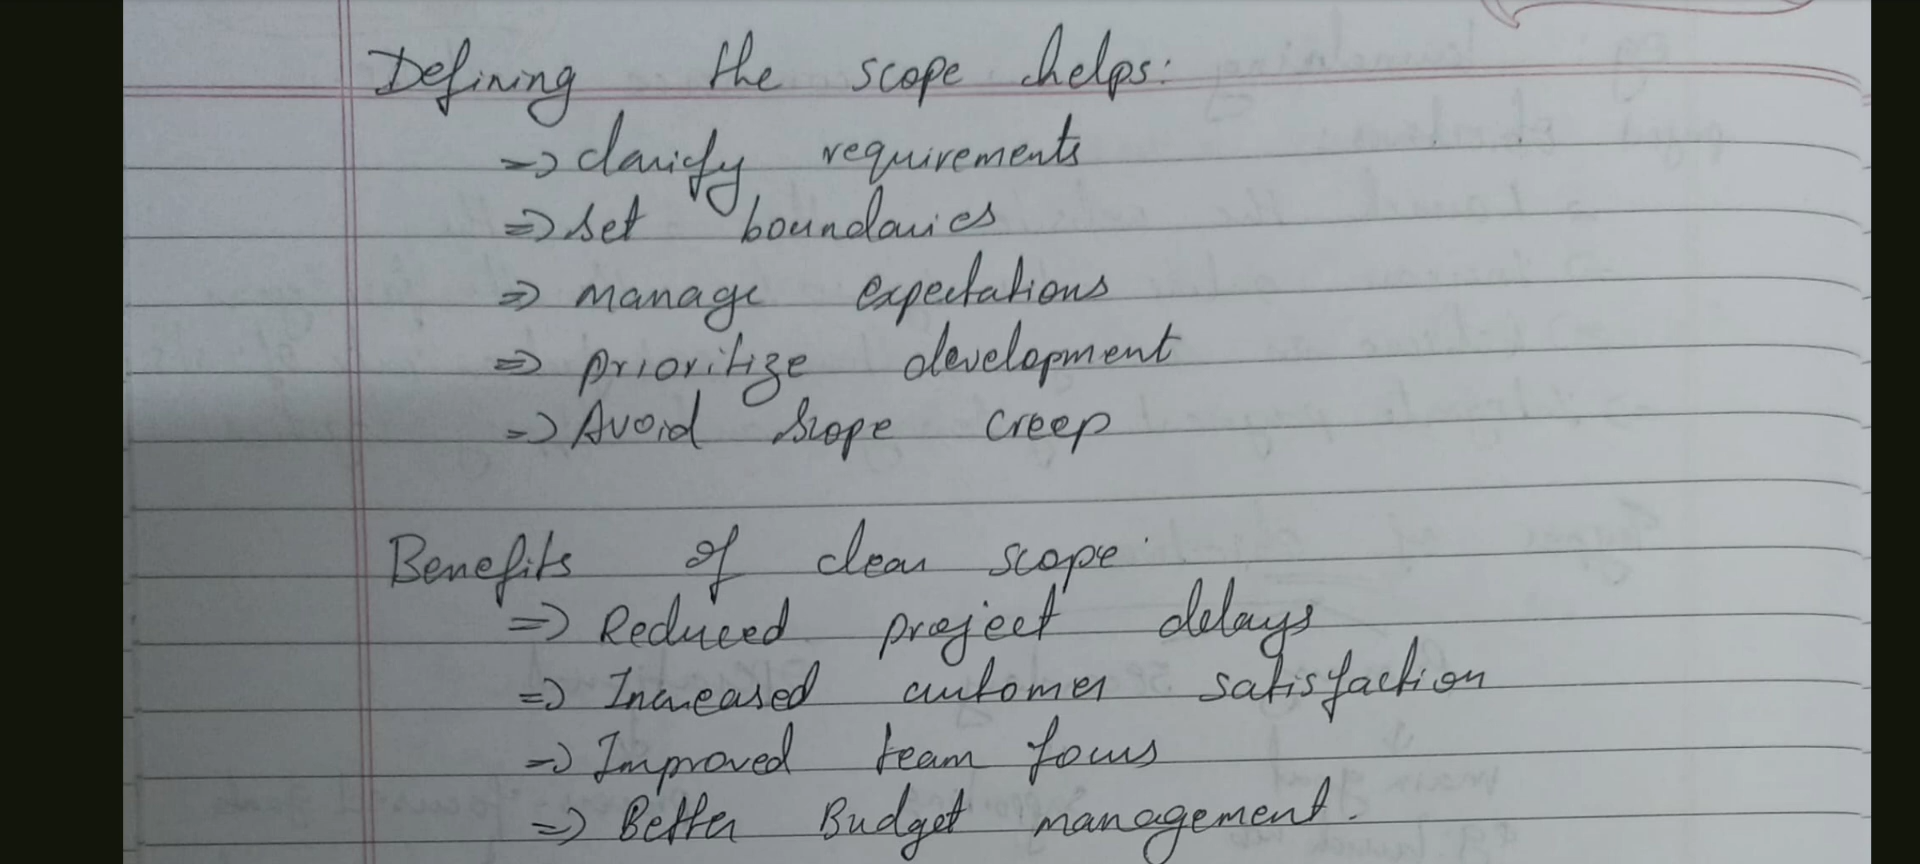 Defining the scope helps:
=> clarify requirements
=> set boundaries
=> manage expectations
=> prioritize development
=> Avoid scope creep
Benefits of clear scope:
=> Reduced project delays
=> Increased customer satisfaction
=> Improved team focus
=> Better Budget management.